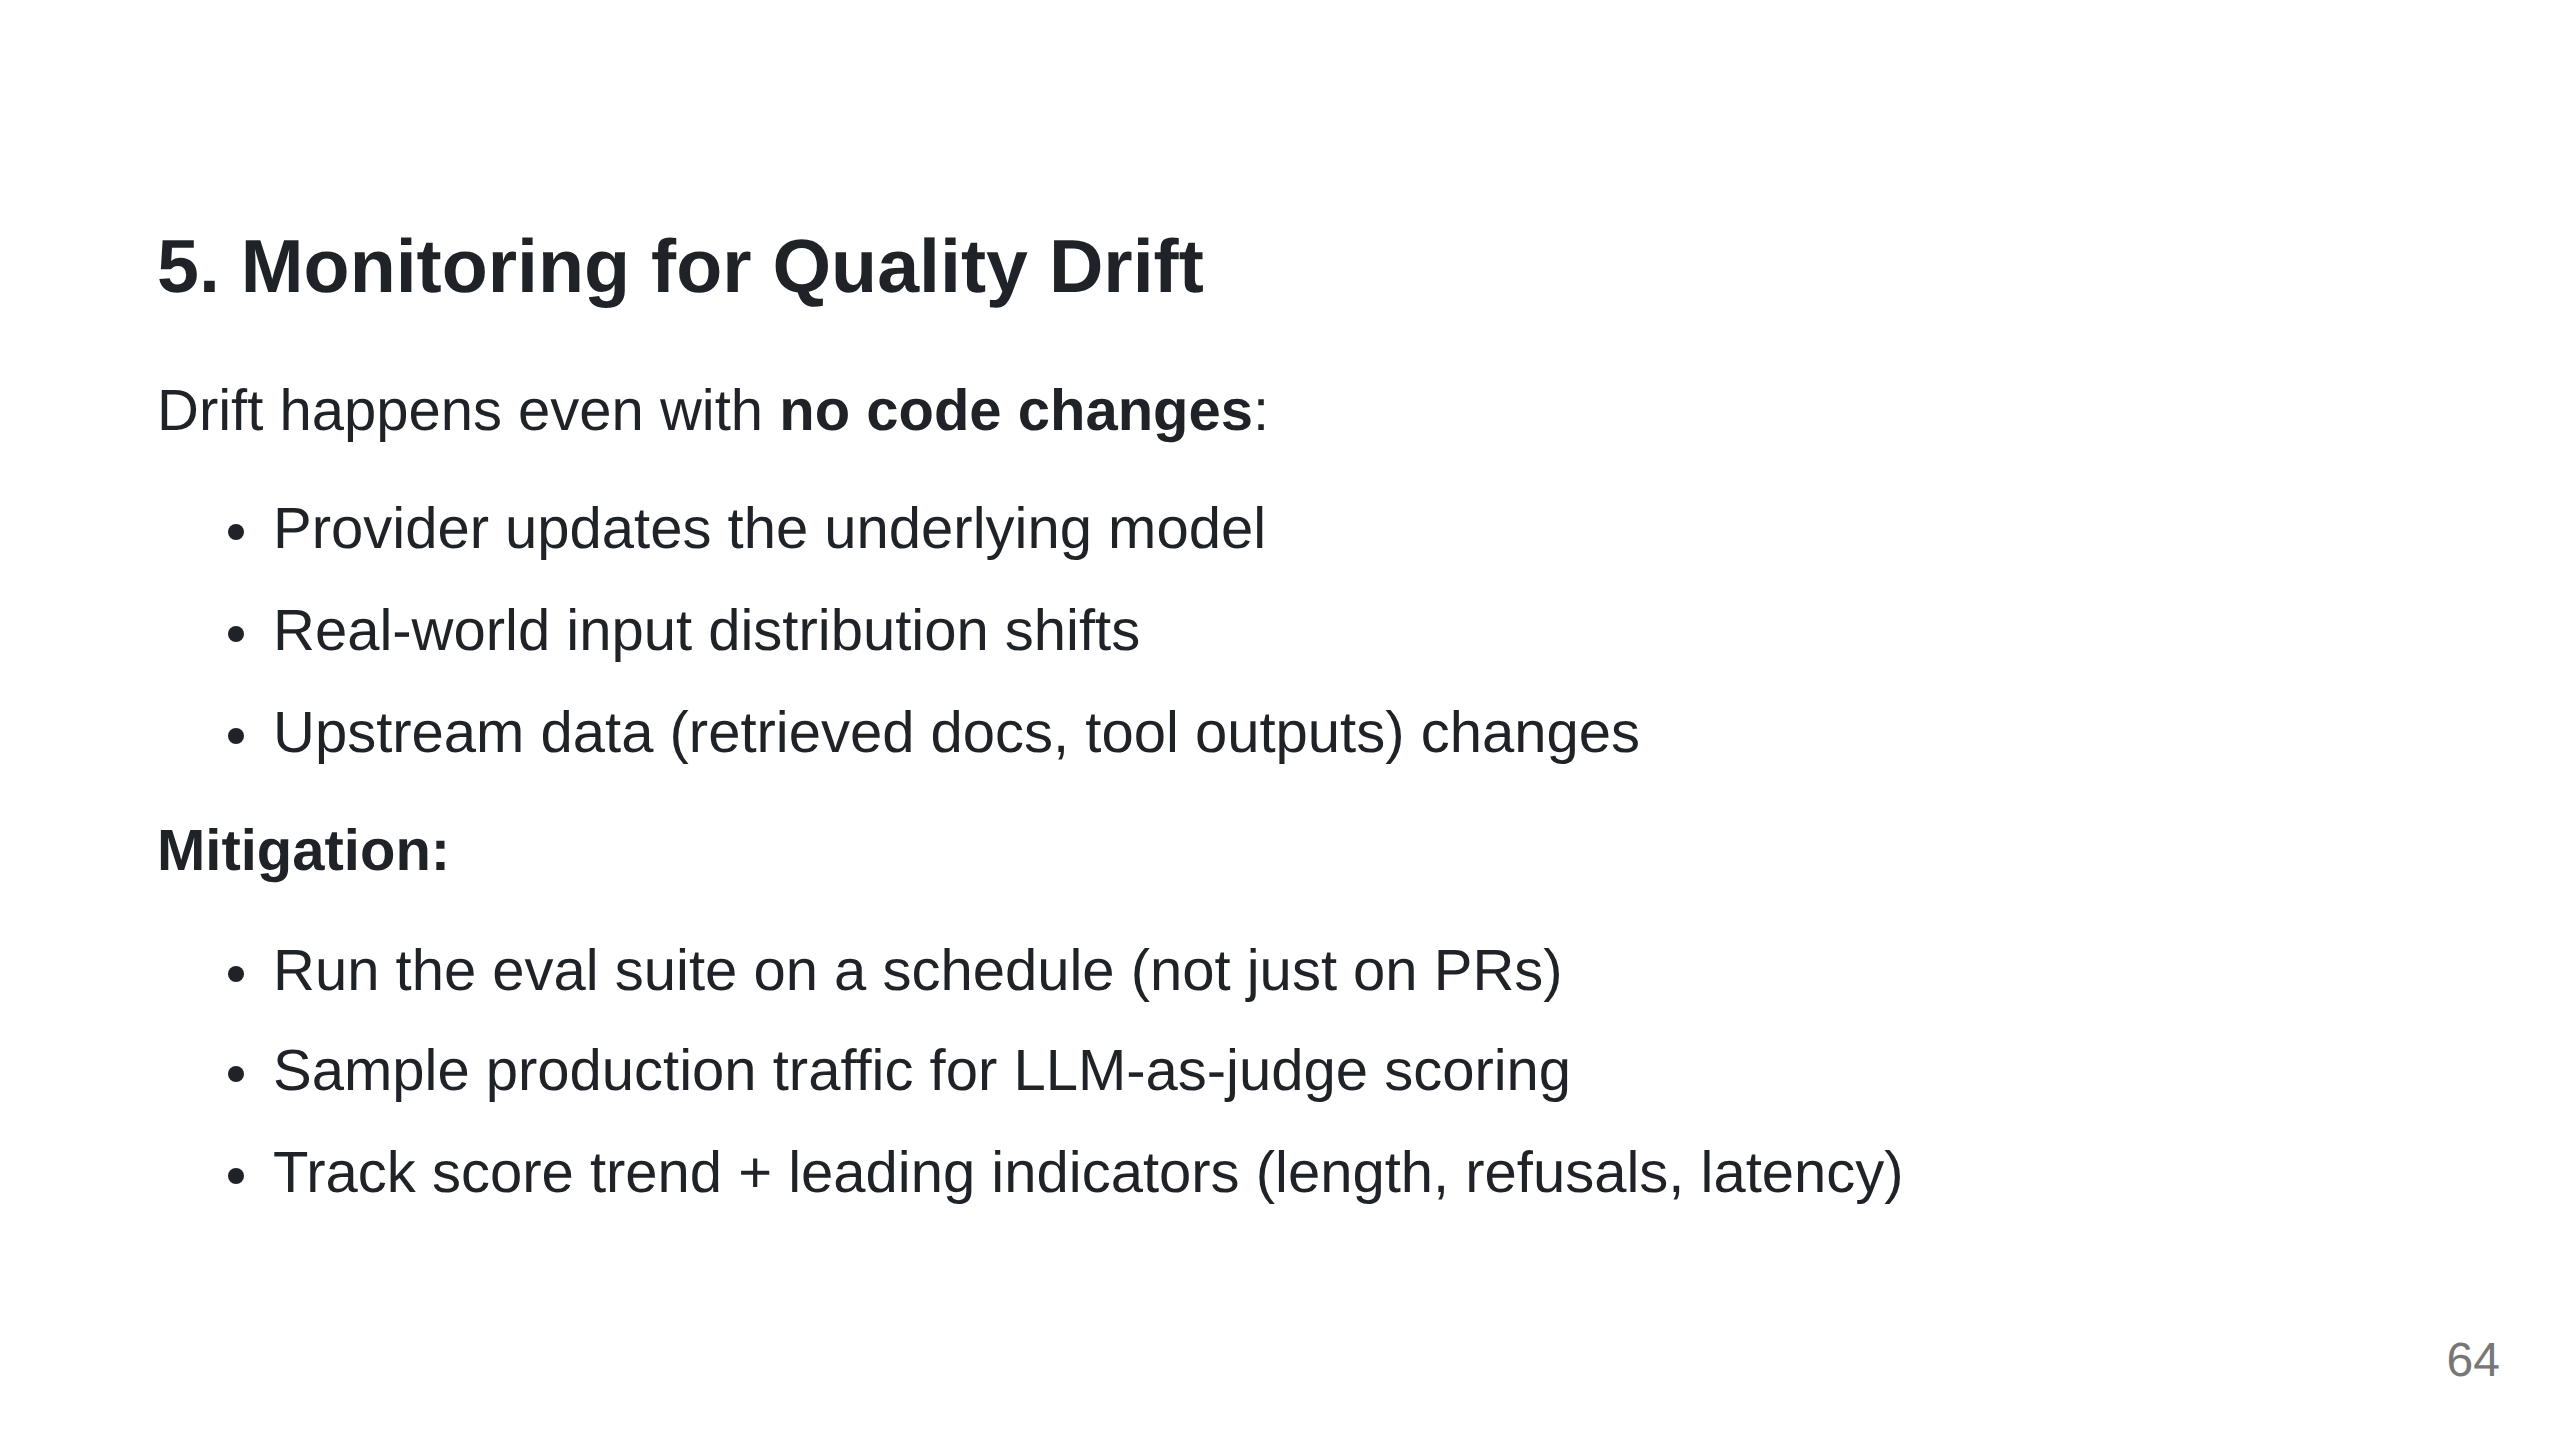 5. Monitoring for Quality Drift
Drift happens even with no code changes:
• Provider updates the underlying model
• Real-world input distribution shifts
• Upstream data (retrieved docs, tool outputs) changes
Mitigation:
• Run the eval suite on a schedule (not just on PRs)
• Sample production traffic for LLM-as-judge scoring
• Track score trend + leading indicators (length, refusals, latency)
64